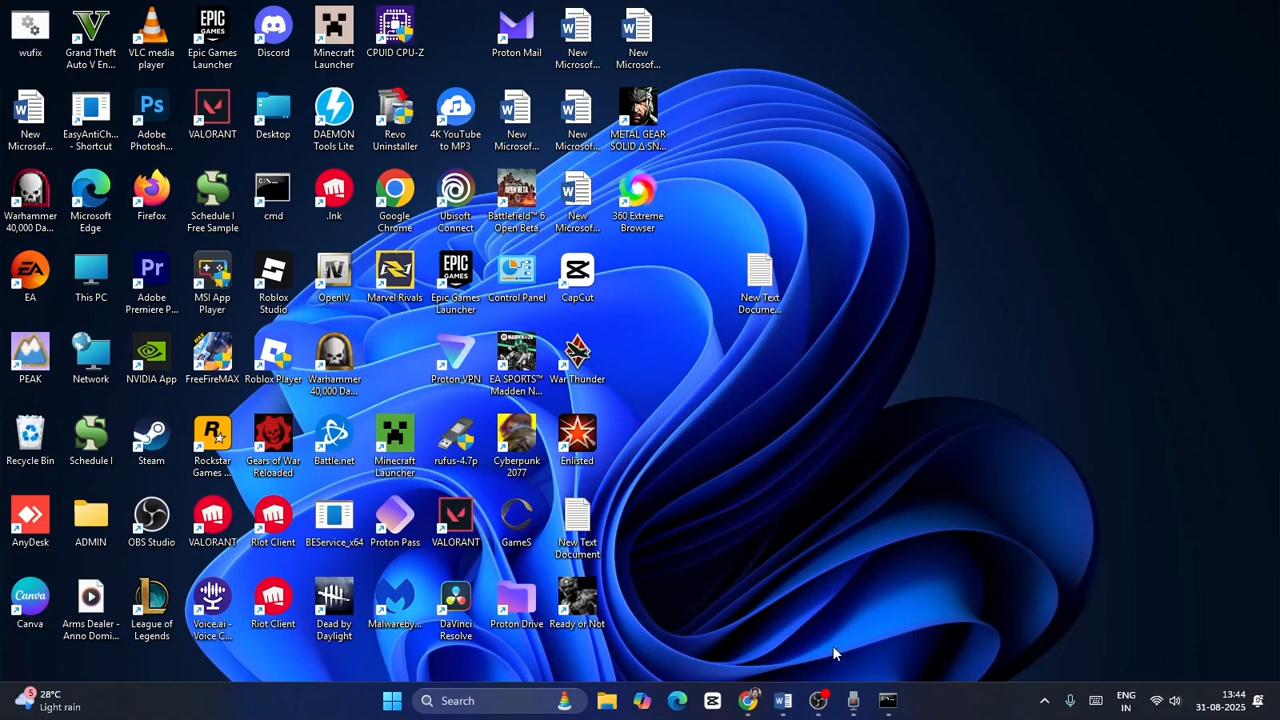 wufix
Grand Theft
Auto V En...
VLC media
player
EPIC
GAMES
Epic Games
Launcher
Discord
Minecraft
Launcher
CPUID CPU-Z
Proton Mail
New
Microsof...
New
Microsof...
New
Microsof...
EasyAntiCh...
- Shortcut
Ps
Adobe
Photosh...
VALORANT
Desktop
DAEMON
Tools Lite
Revo
Uninstaller
4K YouTube
to MP3
New
Microsof...
New
Microsof...
METAL GEAR
SOLID Δ SN...
Warhammer
40,000 Da...
Microsoft
Edge
Firefox
Schedule I
Free Sample
cmd
.lnk
Google
Chrome
Ubisoft
Connect
Battlefield™ 6
Open Beta
New
Microsof...
360 Extreme
Browser
EA
EA
This PC
Pr
Adobe
Premiere P...
MSI App
Player
Roblox
Studio
OpenIV
Marvel Rivals
EPIC
GAMES
Epic Games
Launcher
Control Panel
CapCut
New Text
Docume...
PEAK
Network
NVIDIA App
FreeFireMAX
Roblox Player
Warhammer
40,000 Da...
Proton VPN
EA SPORTS™
Madden N...
War Thunder
Recycle Bin
Schedule I
Steam
Rockstar
Games ...
Gears of War
Reloaded
Battle.net
Minecraft
Launcher
rufus-4.7p
Cyberpunk
2077
Enlisted
AnyDesk
ADMIN
OBS Studio
VALORANT
Riot Client
BEService_x64
Proton Pass
VALORANT
GameS
New Text
Document
Canva
Canva
Arms Dealer -
Anno Domi...
League of
Legends
Voice.ai -
Voice C...
Riot Client
Dead by
Daylight
Malwareby...
DaVinci
Resolve
Proton Drive
Ready or Not
5
28°C
Light rain
Search
ENG
IN
13:44
31-08-2025